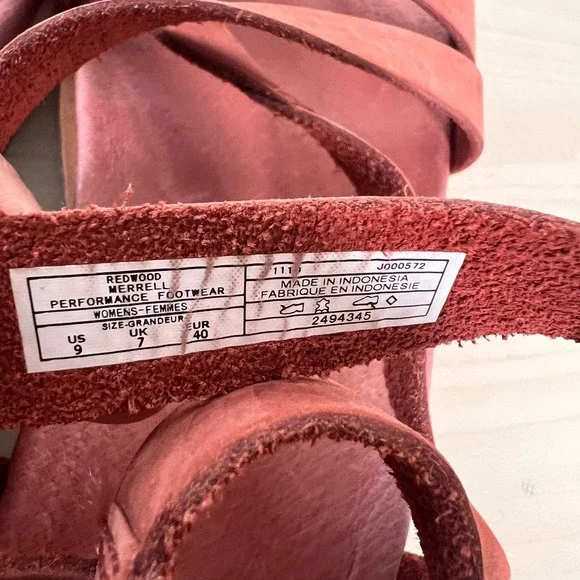 REDWOOD
MERRELL
PERFORMANCE FOOTWEAR
WOMENS-FEMMES
SIZE-GRANDEUR
US UK EUR
9 7 40
J000572
MADE IN INDONESIA
FABRIQUE EN INDONESIE
2494345